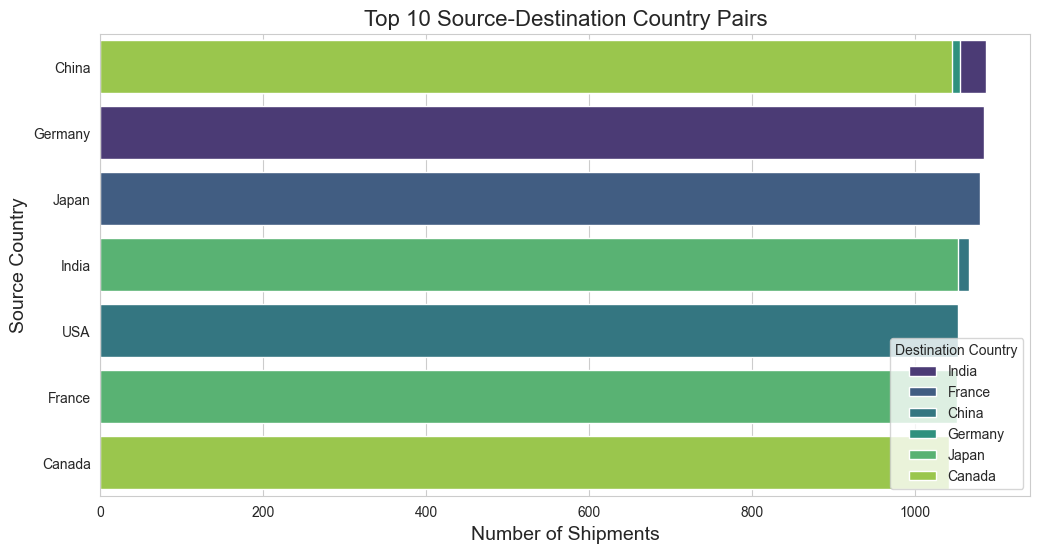 Top 10 Source-Destination Country Pairs
Source Country
China
Germany
Japan
India
USA
France
Canada
Destination Country
India
France
China
Germany
Japan
Canada
0 200 400 600 800 1000
Number of Shipments